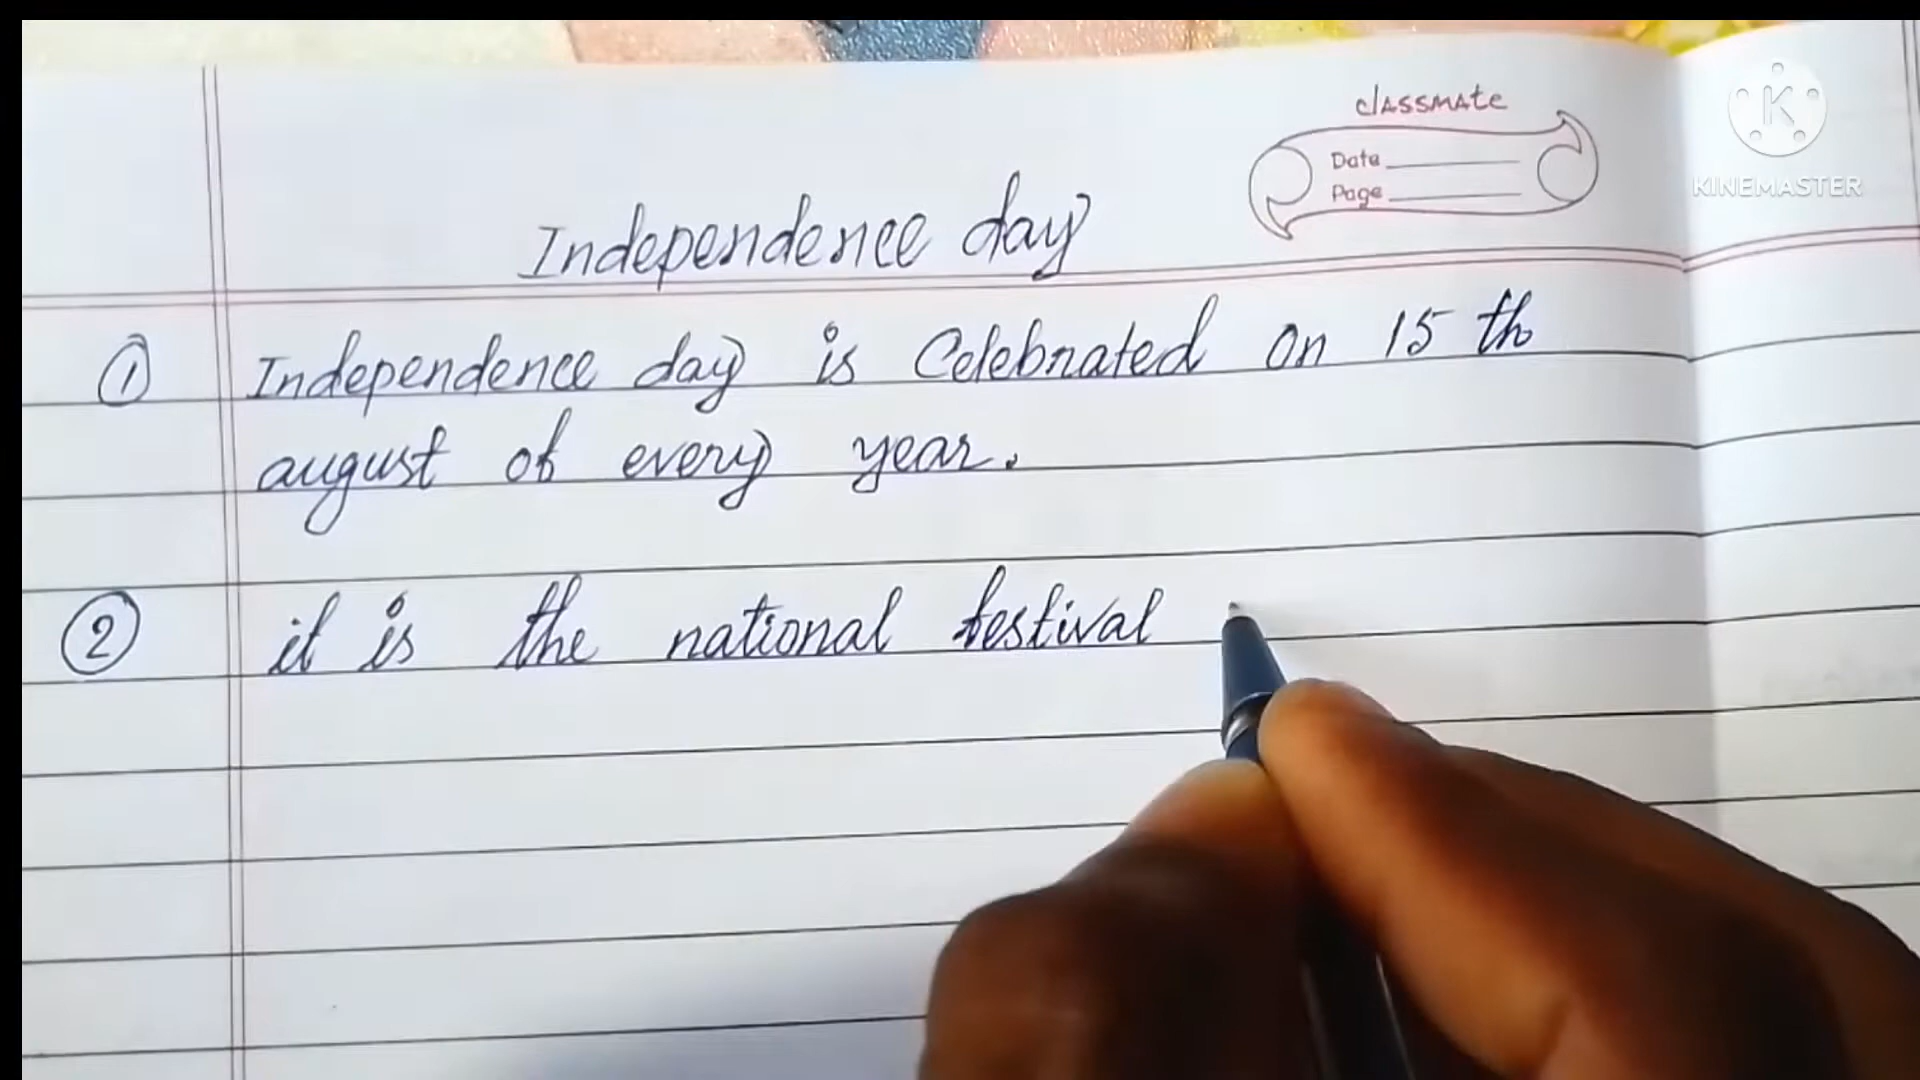 classmate
Date
Page
KINEMASTER
Independence day
1 Independence day is Celebrated on 15 th
august of every year.
2 it is the national festival